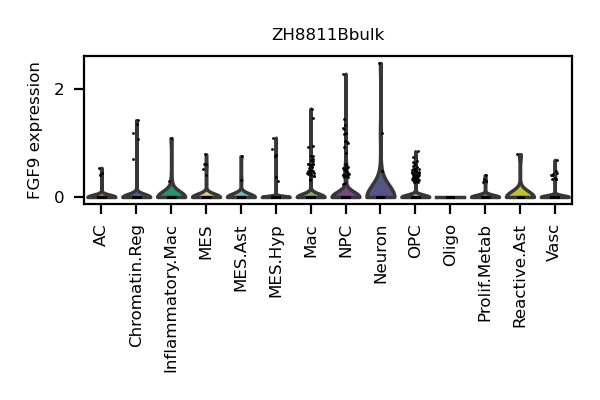 ZH8811Bbulk
FGF9 expression
2
0
AC
Chromatin.Reg
Inflammatory.Mac
MES
MES.Ast
MES.Hyp
Mac
NPC
Neuron
OPC
Oligo
Prolif.Metab
Reactive.Ast
Vasc